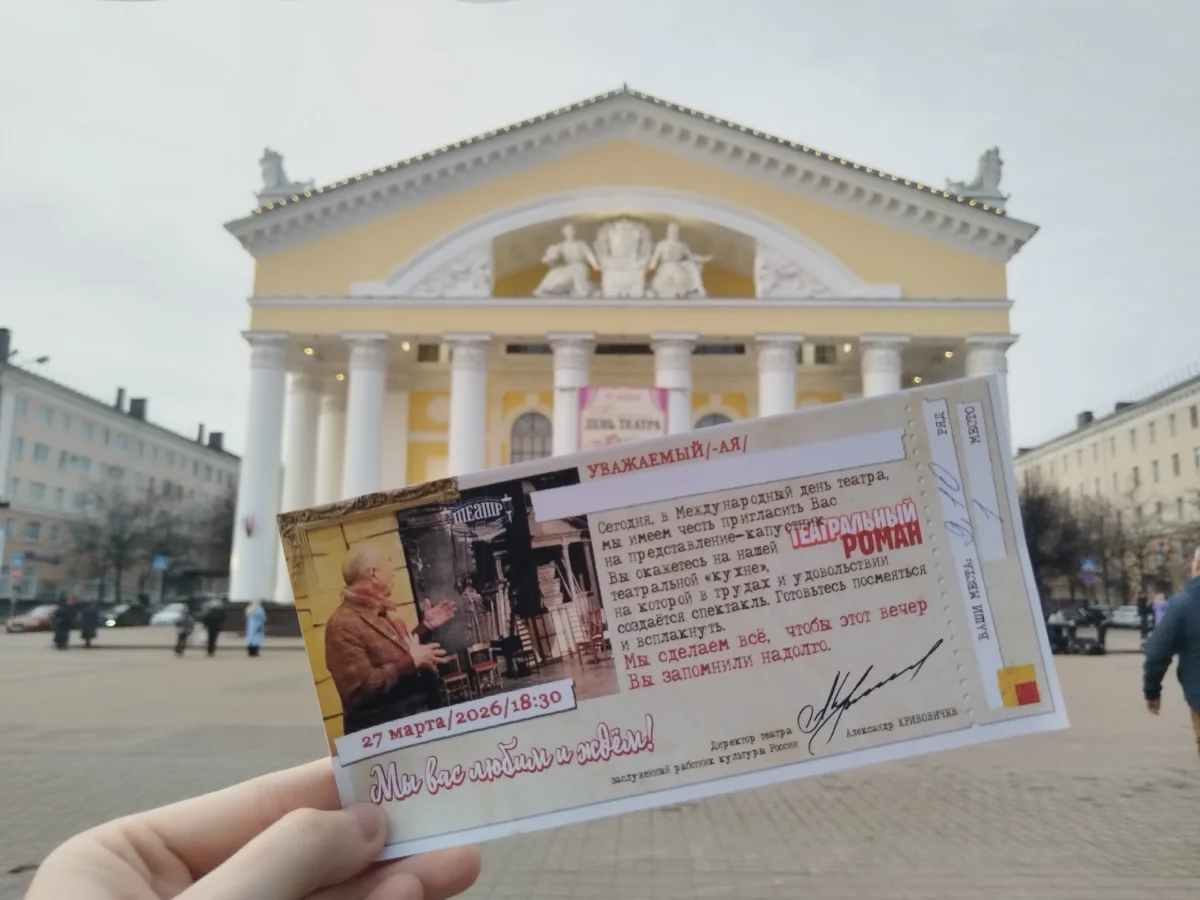 ДЕНЬ ТЕАТРА
УВАЖАЕМЫЙ/-АЯ/
Сегодня, в Международный день театра,
мы имеем честь пригласить Вас
на представление-капустник
ТЕАТРАЛЬНЫЙ
РОМАН
Вы окажетесь на нашей
театральной «кухне»,
на которой в трудах и удовольствии
создаётся спектакль. Готовьтесь посмеяться
и всплакнуть.
Мы сделаем всё, чтобы этот вечер
Вы запомнили надолго.
ТЕАТР
27 марта/2026/18:30
Мы вас любим и ждём!
Директор театра
заслуженный работник культуры России
Александр КРИВОВИЧЕВ
РЯД
МЕСТО
ВАШИ МЕСТА:
9,10
1